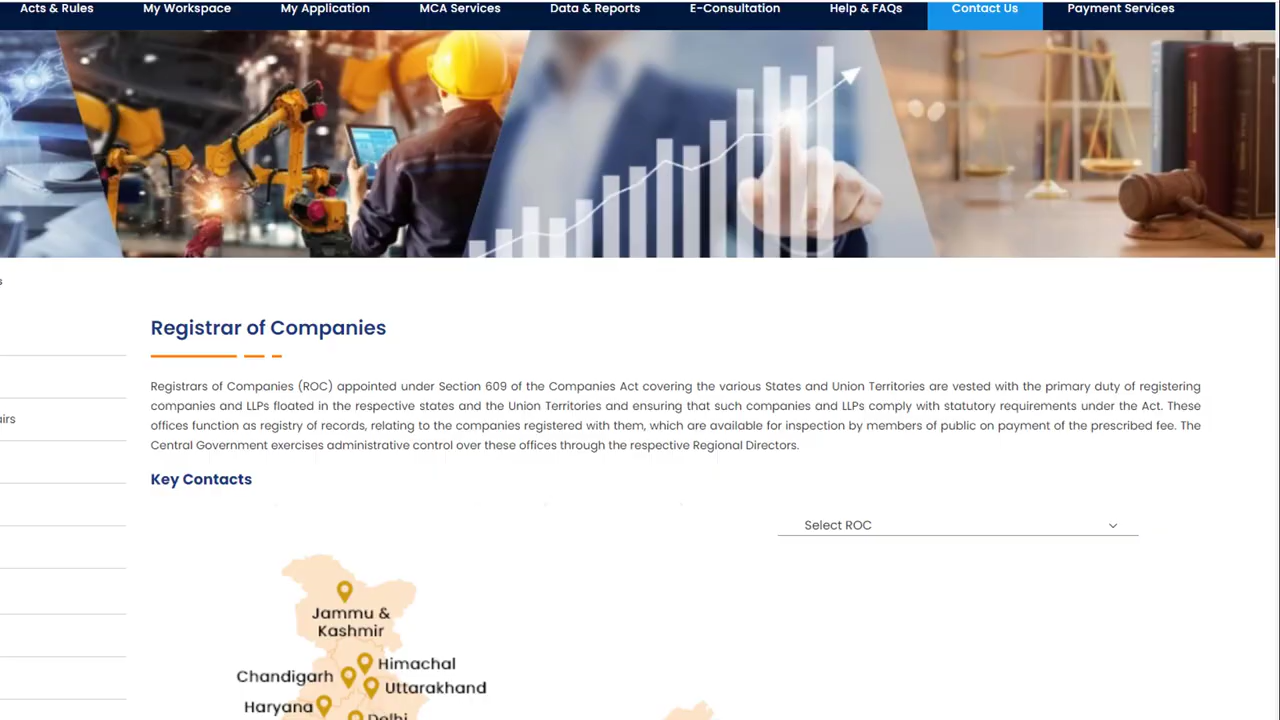 Acts & Rules My Workspace My Application MCA Services Data & Reports E-Consultation Help & FAQs Contact Us Payment Services
Registrar of Companies
Registrars of Companies (ROC) appointed under Section 609 of the Companies Act covering the various States and Union Territories are vested with the primary duty of registering
companies and LLPs floated in the respective states and the Union Territories and ensuring that such companies and LLPs comply with statutory requirements under the Act. These
offices function as registry of records, relating to the companies registered with them, which are available for inspection by members of public on payment of the prescribed fee. The
Central Government exercises administrative control over these offices through the respective Regional Directors.
Key Contacts
Select ROC
Jammu &
Kashmir
Himachal
Chandigarh
Uttarakhand
Haryana
Delhi